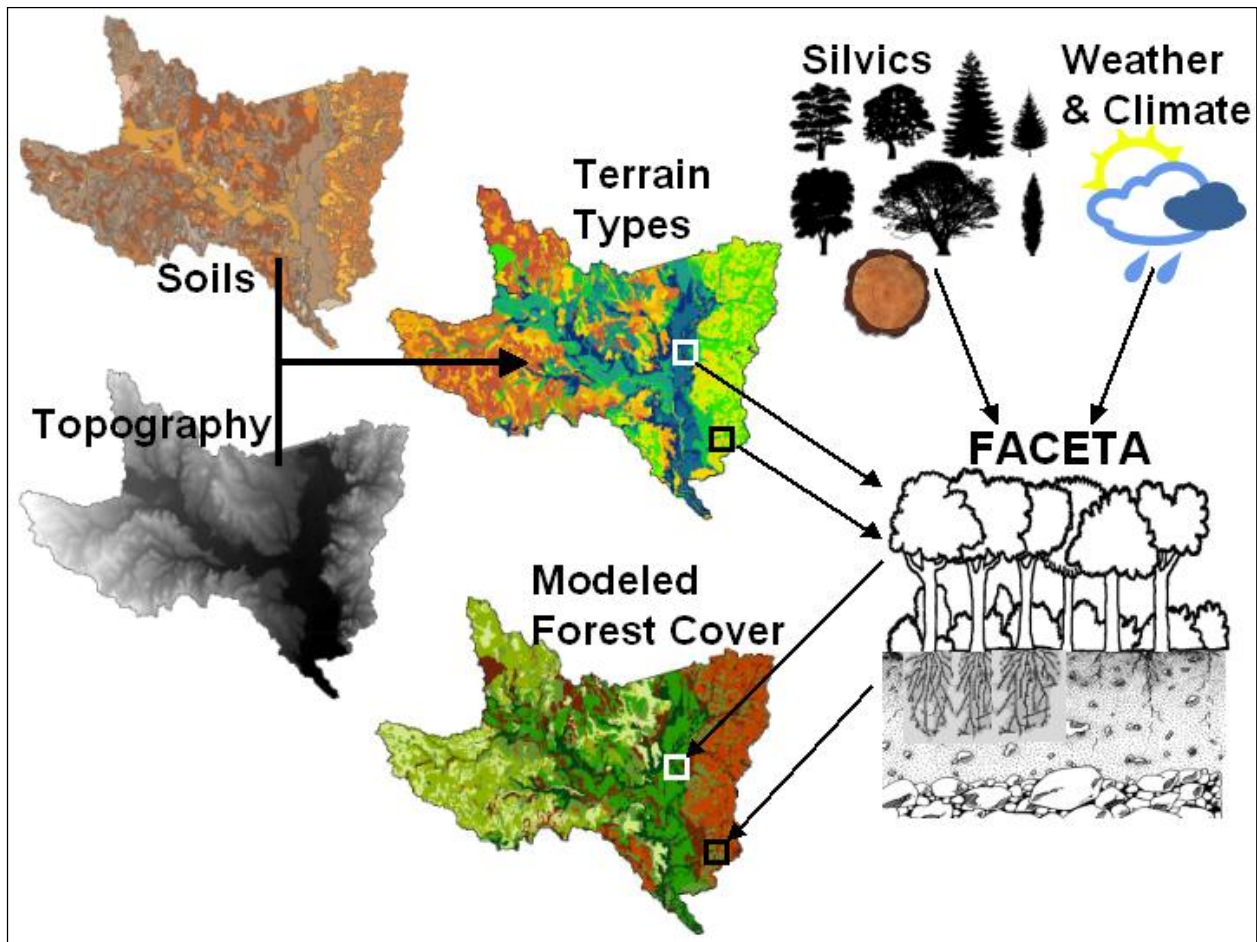 Soils
Topography
Terrain
Types
Silvics
Weather
& Climate
FACETA
Modeled
Forest Cover